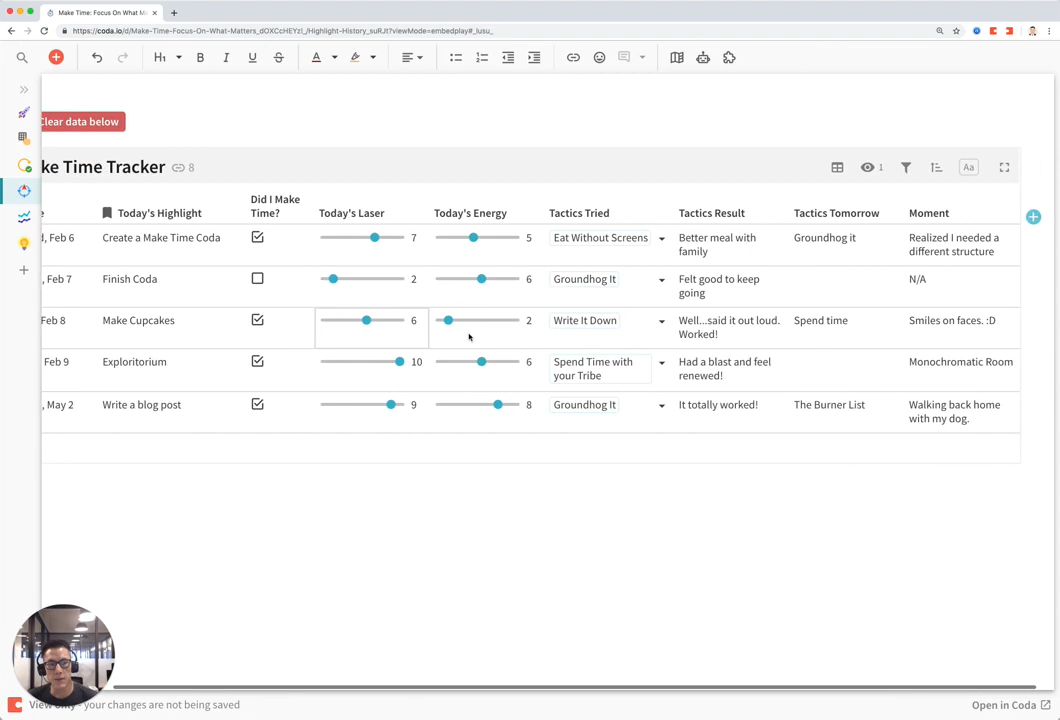 Make Time: Focus On What M
https://coda.io/d/Make-Time-Focus-On-What-Matters_dOXCcHEYzI_/Highlight-History_suRJt?viewMode=embedplay#_lusu_
H1
B
I
U
S
A
Clear data below
ke Time Tracker
8
1
Aa
e
Today's Highlight
Did I Make
Time?
Today's Laser
Today's Energy
Tactics Tried
Tactics Result
Tactics Tomorrow
Moment
d, Feb 6
Create a Make Time Coda
7
5
Eat Without Screens
Better meal with
family
Groundhog it
Realized I needed a
different structure
, Feb 7
Finish Coda
2
6
Groundhog It
Felt good to keep
going
N/A
Feb 8
Make Cupcakes
6
2
Write It Down
Well...said it out loud.
Worked!
Spend time
Smiles on faces. :D
Feb 9
Exploritorium
10
6
Spend Time with
your Tribe
Had a blast and feel
renewed!
Monochromatic Room
, May 2
Write a blog post
9
8
Groundhog It
It totally worked!
The Burner List
Walking back home
with my dog.
View only - your changes are not being saved
Open in Coda